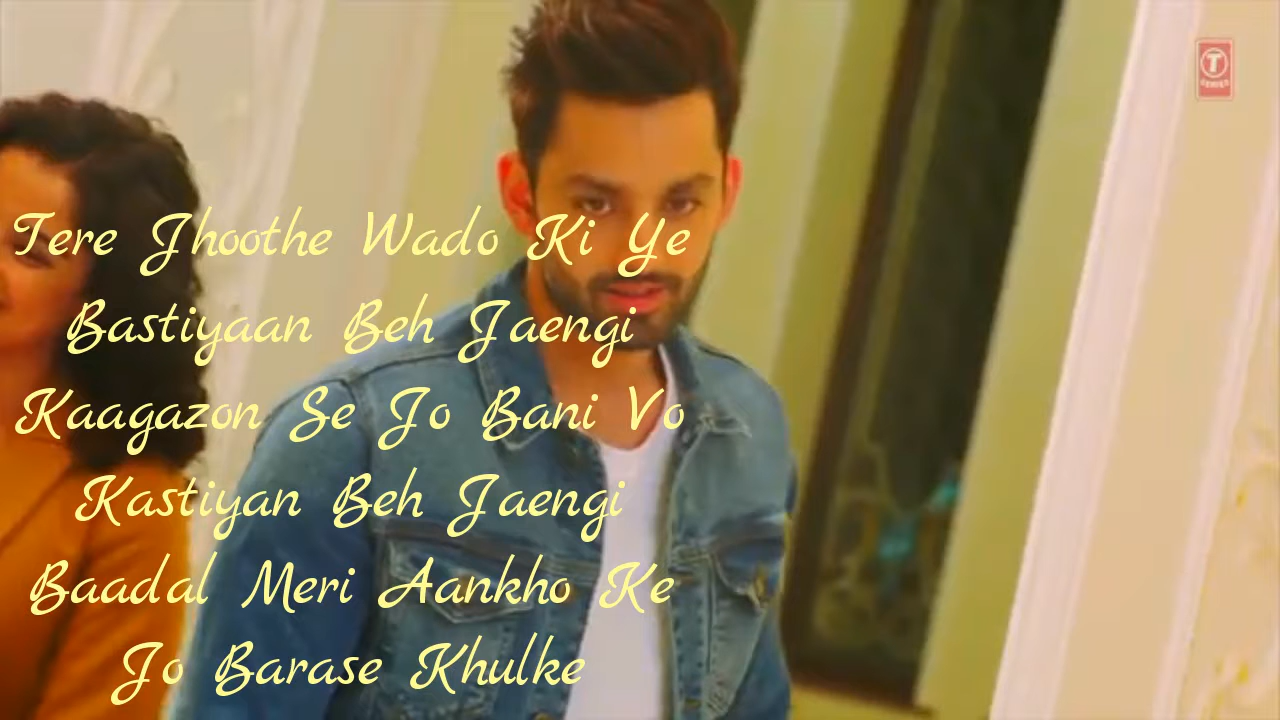 Tere Jhoothe Wado Ki Ye
Bastiyaan Beh Jaengi
Kaagazon Se Jo Bani Vo
Kastiyan Beh Jaengi
Baadal Meri Aankho Ke
Jo Barase Khulke
T
SERIES